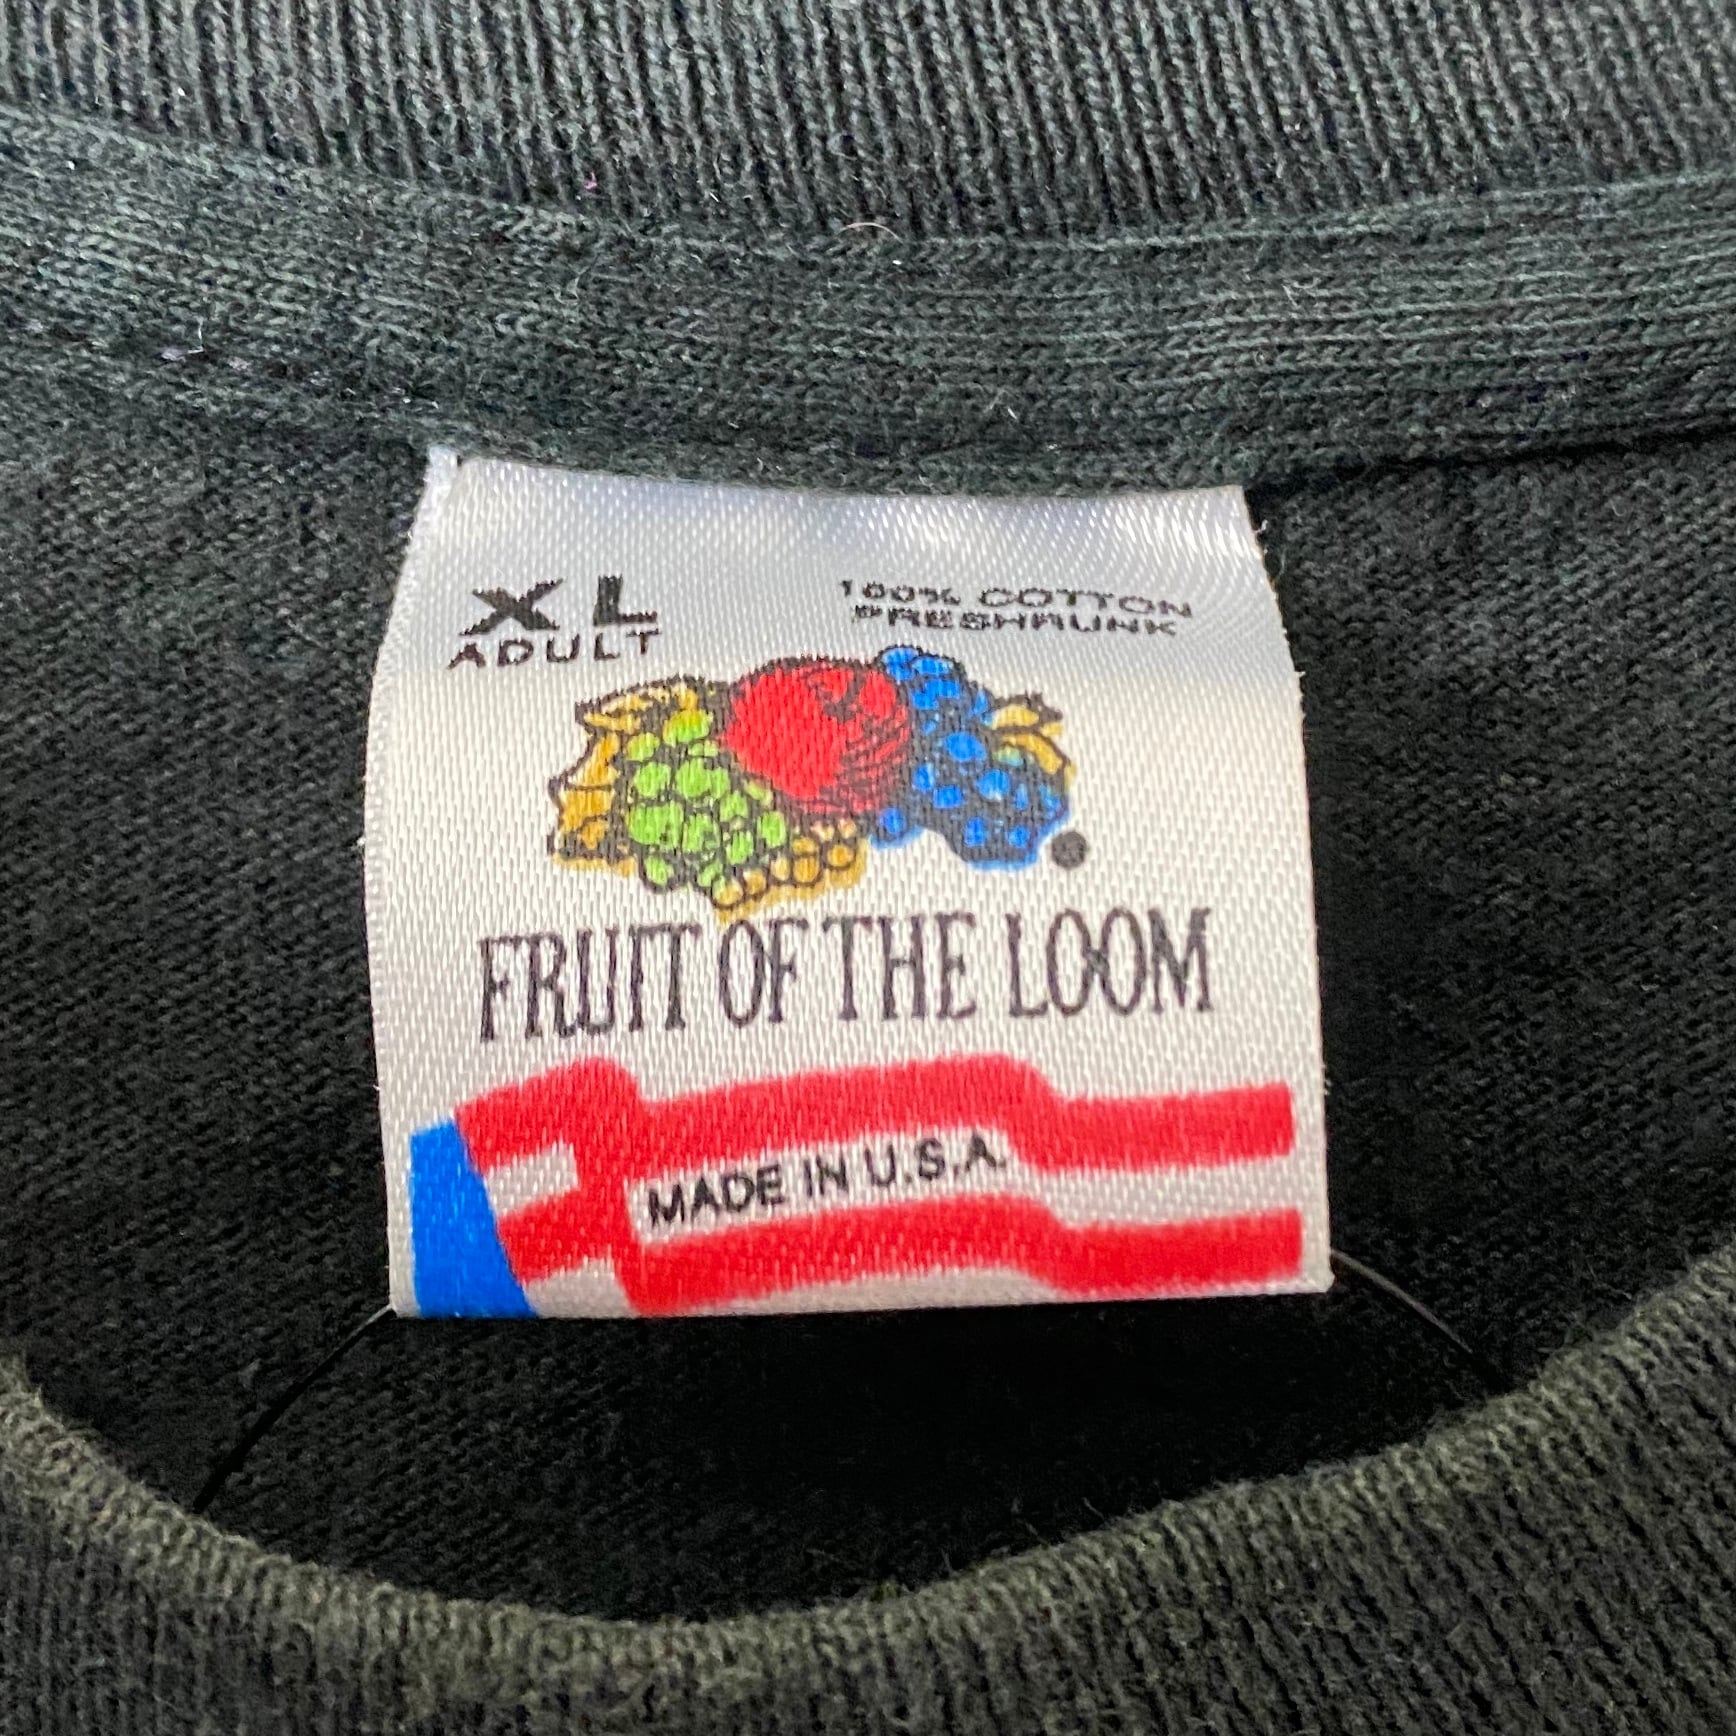 XL
ADULT
100% COTTON
PRESHRUNK
FRUIT OF THE LOOM
MADE IN U.S.A.